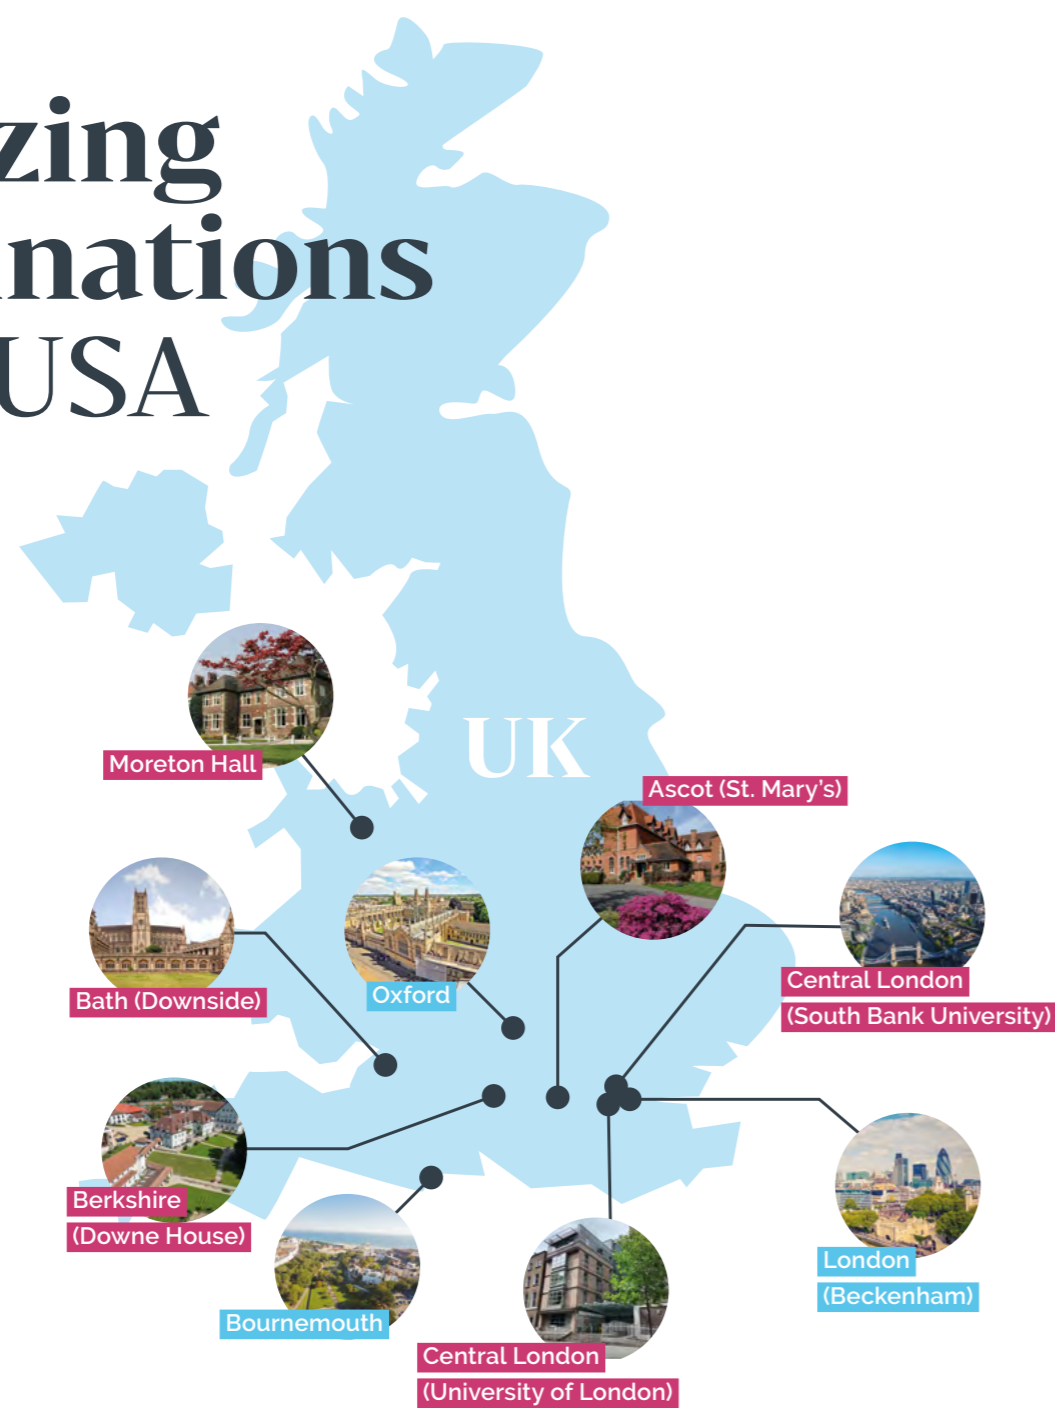 zing
nations
USA
UK
Moreton Hall
Ascot (St. Mary's)
Bath (Downside)
Oxford
Central London
(South Bank University)
Berkshire
(Downe House)
Bournemouth
Central London
(University of London)
London
(Beckenham)